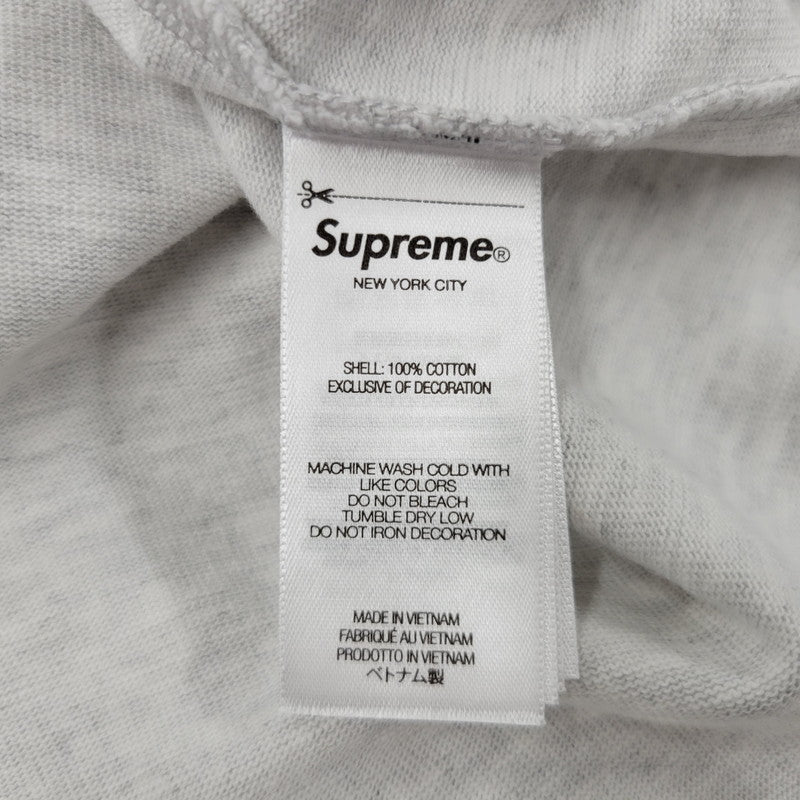 Supreme®
NEW YORK CITY
SHELL: 100% COTTON
EXCLUSIVE OF DECORATION
MACHINE WASH COLD WITH
LIKE COLORS
DO NOT BLEACH
TUMBLE DRY LOW
DO NOT IRON DECORATION
MADE IN VIETNAM
FABRIQUÉ AU VIETNAM
PRODOTTO IN VIETNAM
ベトナム製